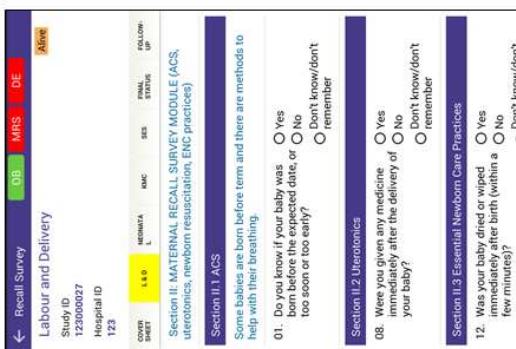 ← Recall Survey OB MRS DE
Labour and Delivery Alive
Study ID
123000027
Hospital ID
123
COVER SHEET L & D NEONATA L KMC SES FINAL STATUS FOLLOW-UP
Section II: MATERNAL RECALL SURVEY MODULE (ACS,
uterotonics, newborn resuscitation, ENC practices)
Section II.1 ACS
Some babies are born before term and there are methods to
help with their breathing.
01. Do you know if your baby was
born before the expected date, or
too soon or too early?
Yes
No
Don't know/don't
remember
Section II.2 Uterotonics
08. Were you given any medicine
immediately after the delivery of
your baby?
Yes
No
Don't know/don't
remember
Section II.3 Essential Newborn Care Practices
12. Was your baby dried or wiped
immediately after birth (within a
few minutes)?
Yes
No
Don't know/don't